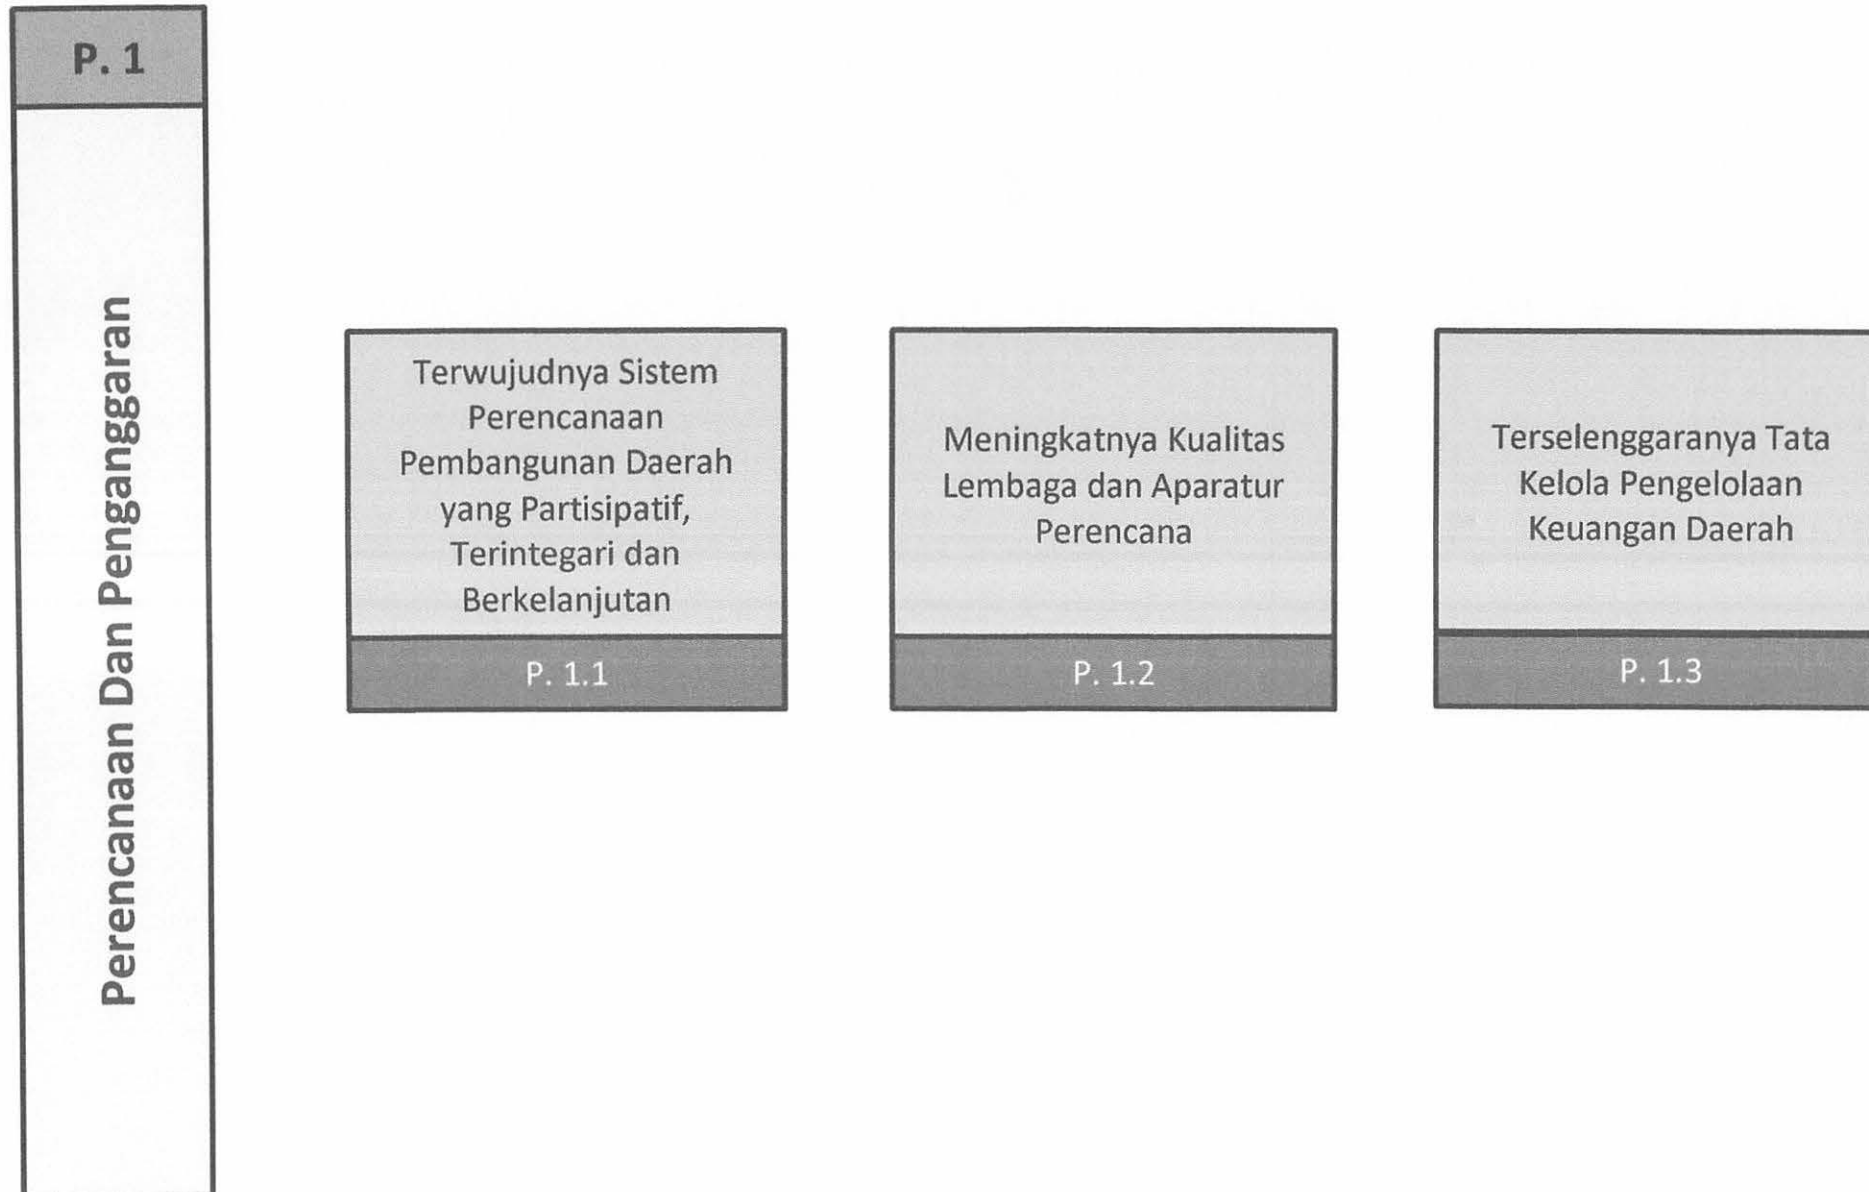 P. 1
Perencanaan Dan Penganggaran
Terwujudnya Sistem
Perencanaan
Pembangunan Daerah
yang Partisipatif,
Terintegari dan
Berkelanjutan
P. 1.1
Meningkatnya Kualitas
Lembaga dan Aparatur
Perencana
P. 1.2
Terselenggaranya Tata
Kelola Pengelolaan
Keuangan Daerah
P. 1.3